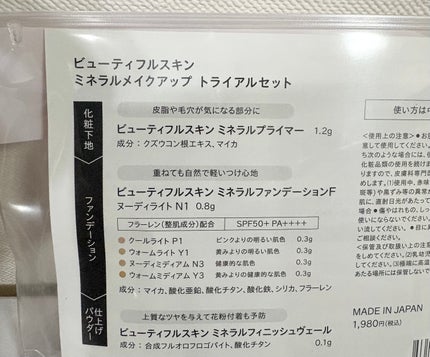 ビューティフルスキン
ミネラルメイクアップ トライアルセット
化粧下地
皮脂や毛穴が気になる部分に
ビューティフルスキン ミネラルプライマー 1.2g
成分：クズウコン根エキス、マイカ
ファンデーション
重ねても自然で軽いつけ心地
ビューティフルスキン ミネラルファンデーションF
ヌーディライト N1 0.8g
フラーレン(整肌成分)配合 SPF50+ PA++++
クールライト P1 ピンクよりの明るい肌色 0.3g
ウォームライト Y1 黄みよりの明るい肌色 0.3g
ヌーディミディアム N3 健康的な肌色 0.3g
ウォームミディアム Y3 黄みよりの健康的な肌色 0.3g
成分：マイカ、酸化亜鉛、酸化チタン、酸化鉄、シリカ、フラーレン
仕上げパウダー
上質なツヤを与えて花粉付着も予防
ビューティフルスキン ミネラルフィニッシュヴェール
0.1g
成分：合成フルオロフロゴパイト、酸化チタン
使い方は
<使用上の注意>
MADE IN JAPAN
1,980円(税込)